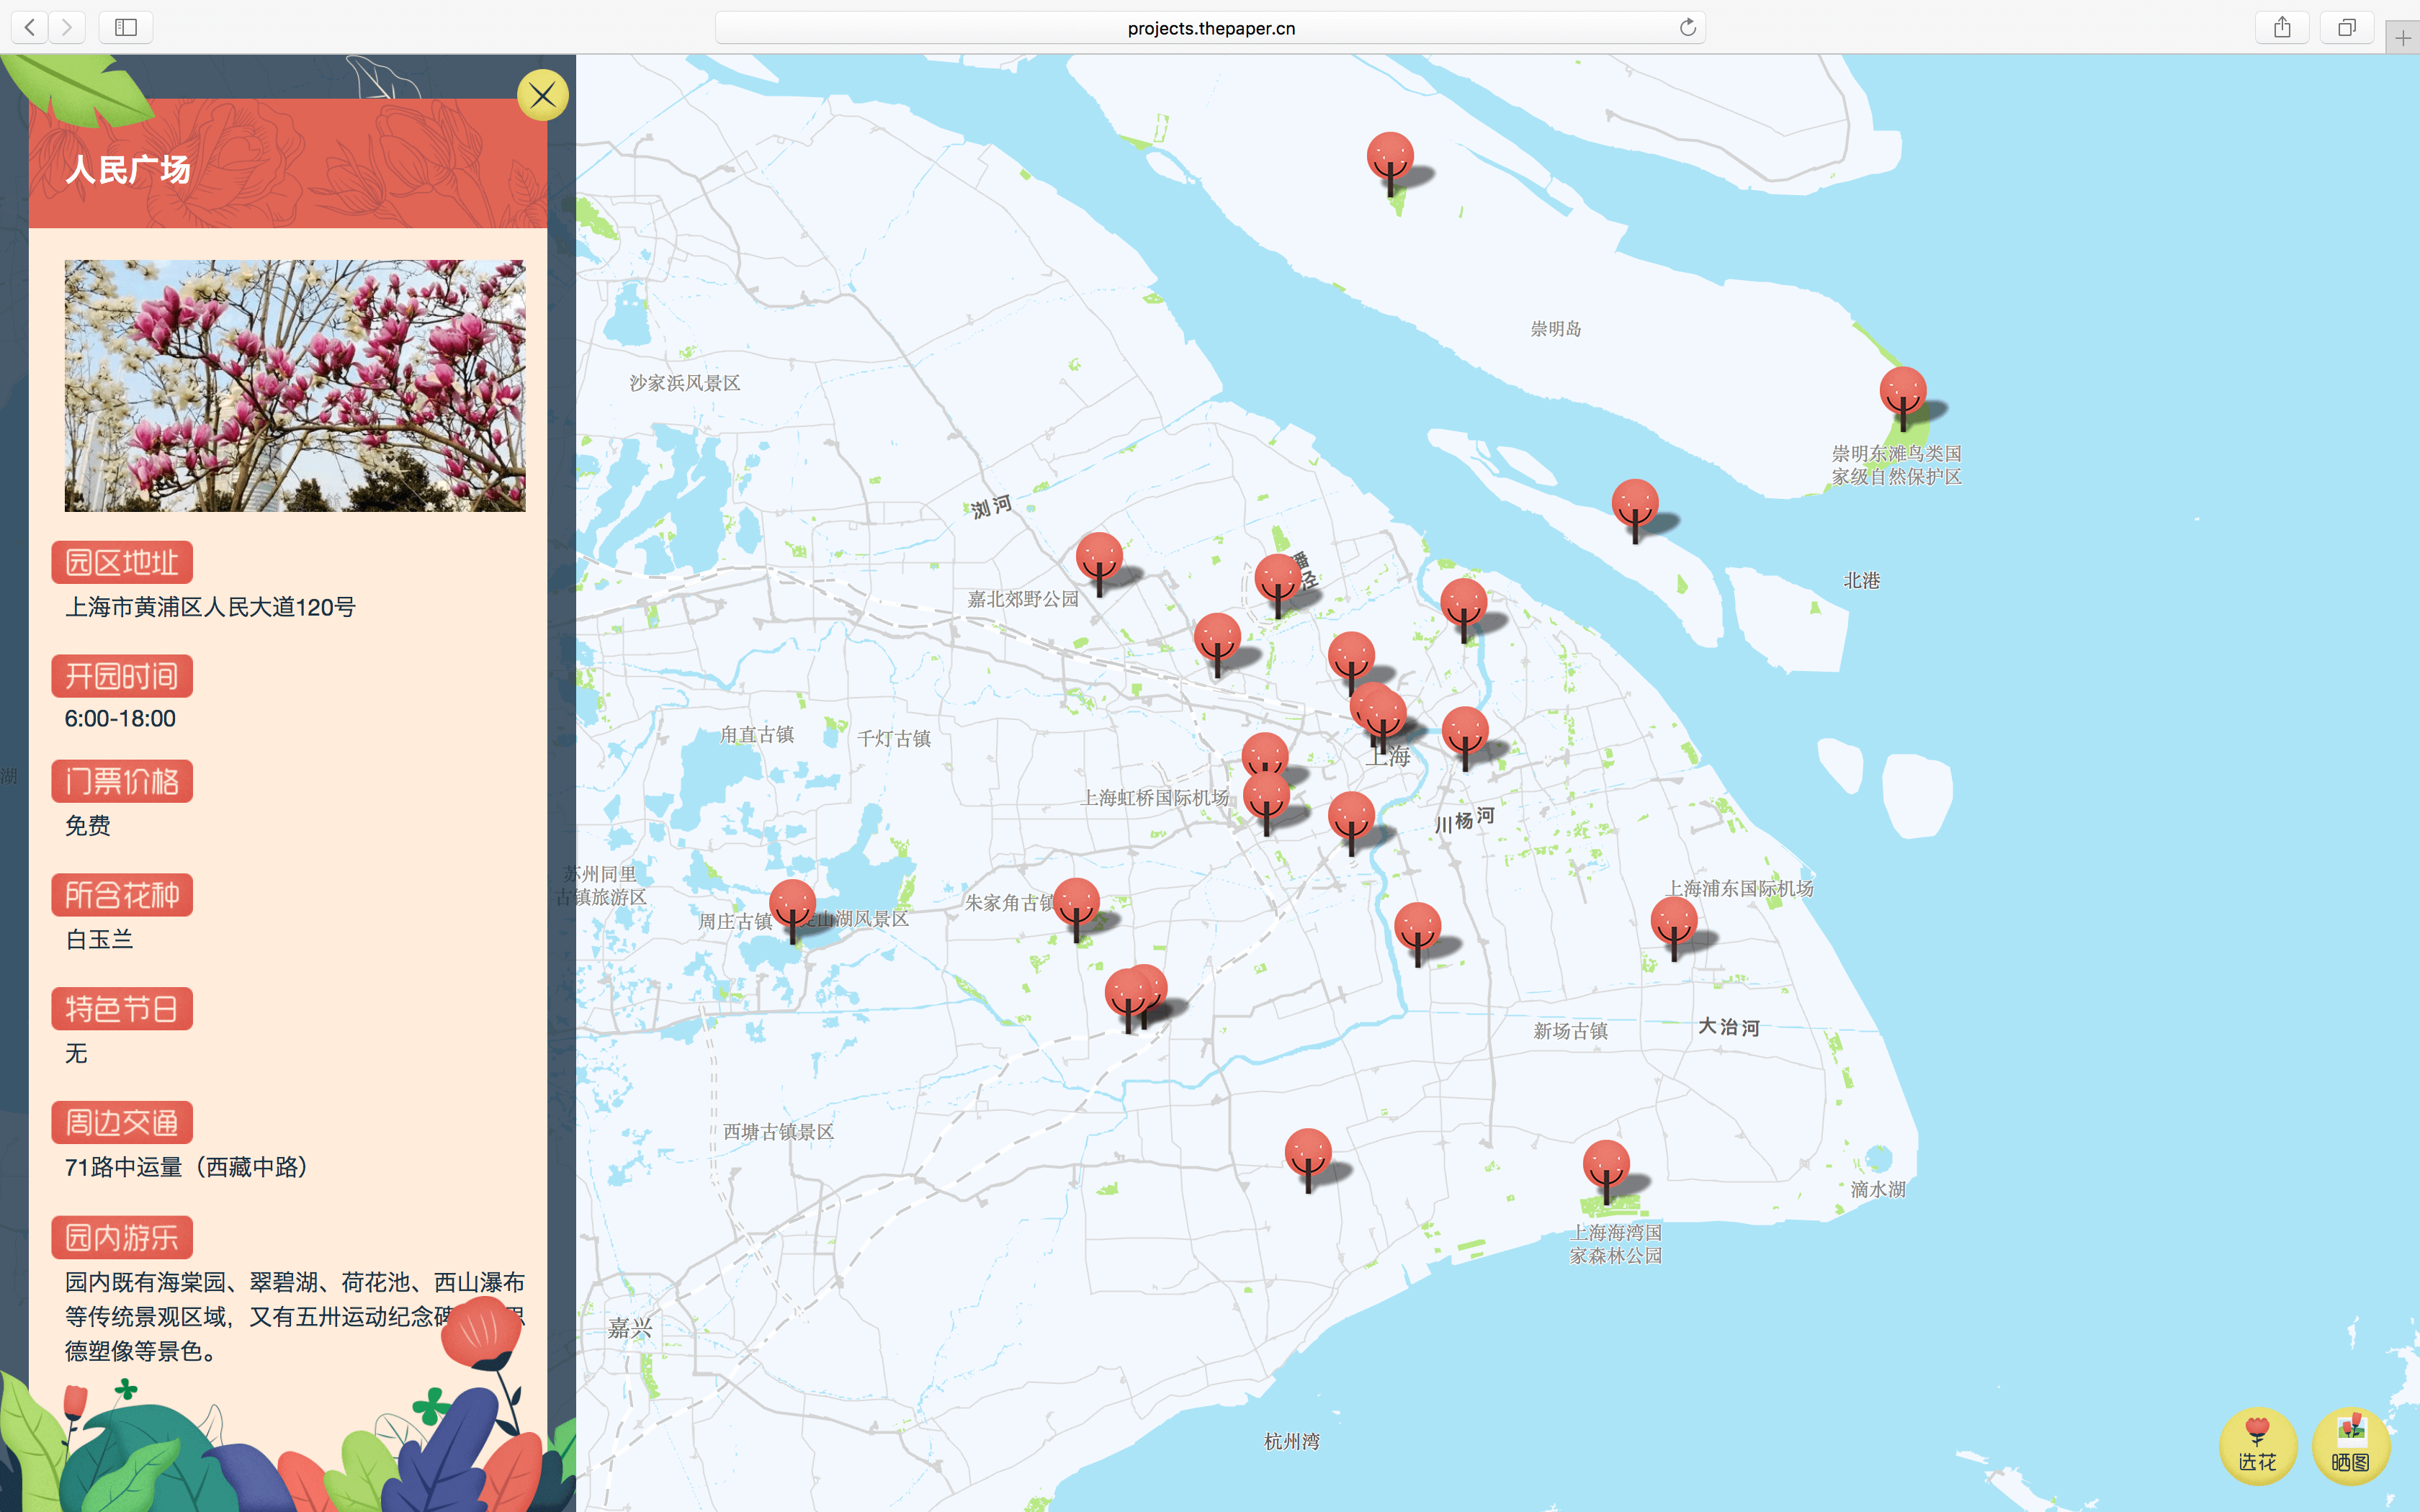 projects.thepaper.cn
人民广场
园区地址
上海市黄浦区人民大道120号
开园时间
6:00-18:00
门票价格
免费
所含花种
白玉兰
特色节日
无
周边交通
71路中运量（西藏中路）
园内游乐
园内既有海棠园、翠碧湖、荷花池、西山瀑布
等传统景观区域，又有五卅运动纪念碑
德塑像等景色。
湖
崇明岛
沙家浜风景区
崇明东滩鸟类国
家级自然保护区
浏河
泾
北港
嘉北郊野公园
甪直古镇
千灯古镇
上海
上海虹桥国际机场
川杨河
苏州同里
古镇旅游区
上海浦东国际机场
朱家角古镇
周庄古镇
山湖风景区
新场古镇
大治河
西塘古镇景区
滴水湖
上海海湾国
家森林公园
嘉兴
杭州湾
选花
晒图